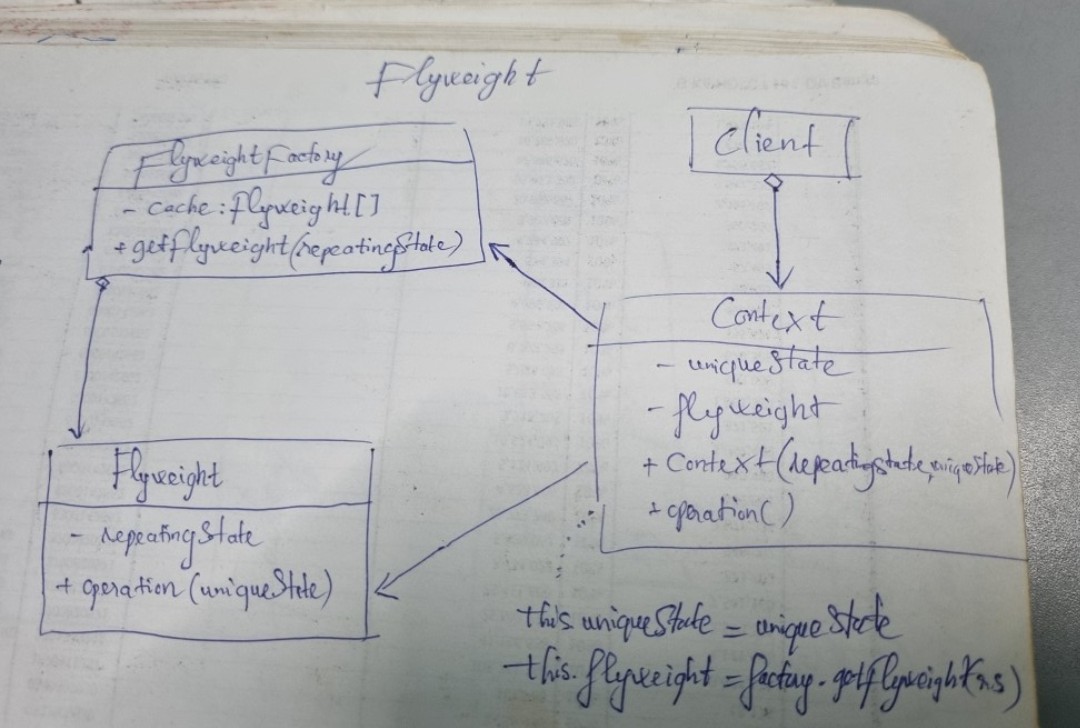 Flyweight
FlyweightFactory
- cache: flyweight[]
+ getflyweight(repeatingState)
Client
Context
- uniqueState
- flyweight
+ Context(repeatingstate, uniqueState)
+ operation()
Flyweight
- repeatingState
+ operation (uniqueState)
this.uniqueState = uniqueState
this.flyweight = factory.getflyweight(rs)